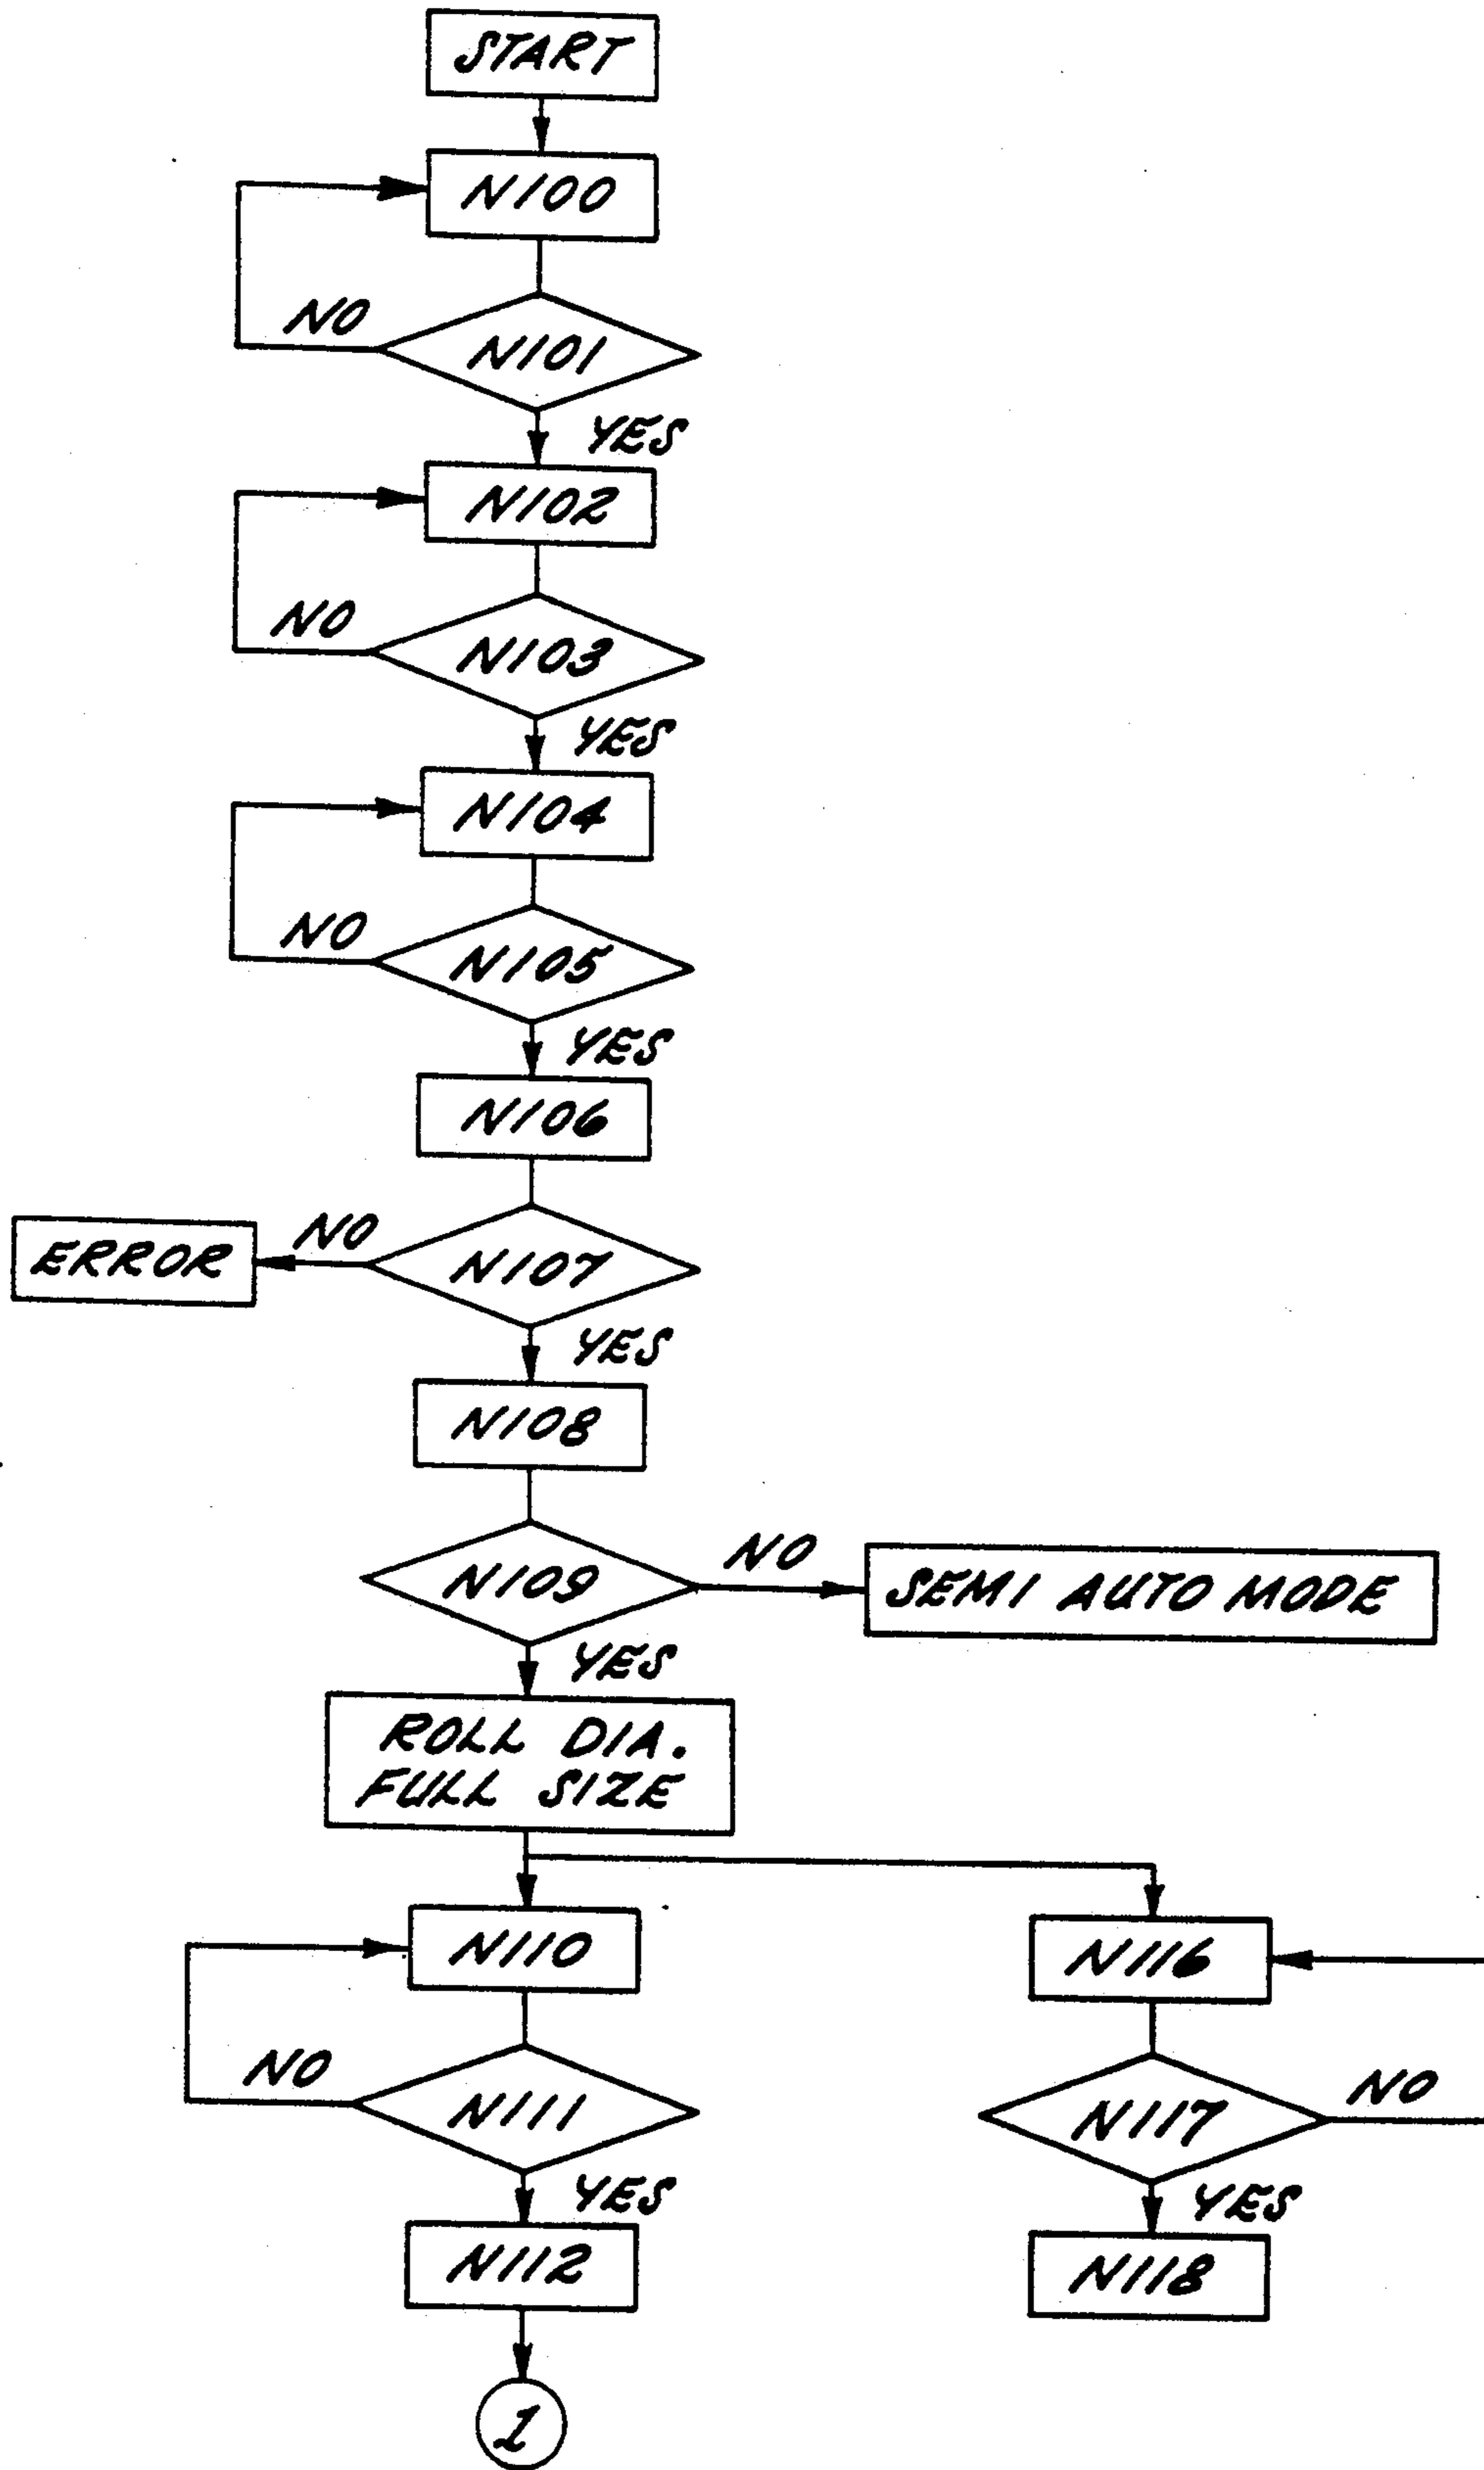 START
N100
NO
N101
YES
N102
NO
N103
YES
N104
NO
N105
YES
N106
ERROR
NO
N107
YES
N108
N109
NO
SEMI AUTO MODE
YES
ROLL DIA.
FULL SIZE
N110
N116
NO
N111
N117
NO
YES
YES
N112
N118
1